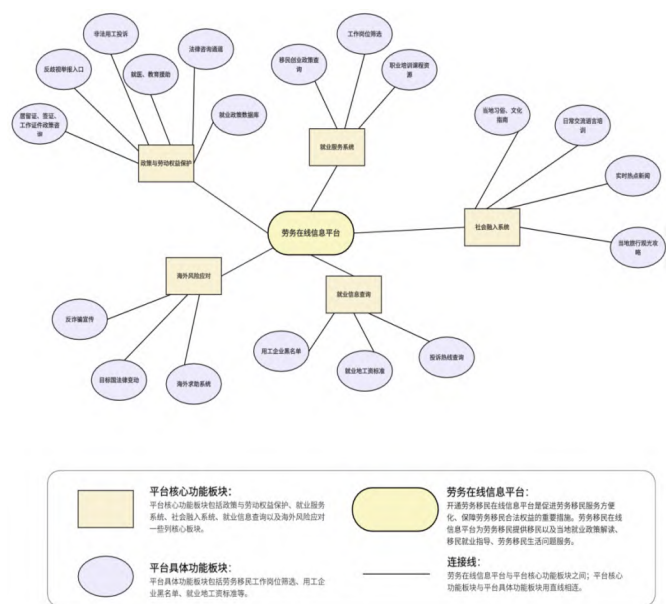 非法用工投诉
法律咨询通道
反歧视举报入口
就医、教育援助
居留证、签证、
工作证件政策咨
询
就业政策数据库
政策与劳动权益保护
移民创业政策查
询
工作岗位筛选
职业培训课程资
源
就业服务系统
当地习俗、文化
指南
日常交流语言培
训
实时热点新闻
当地旅行观光攻
略
社会融入系统
劳务在线信息平台
海外风险应对
反诈骗宣传
目标国法律变动
海外求助系统
就业信息查询
用工企业黑名单
就业地工资标准
投诉热线查询
平台核心功能板块：
平台核心功能板块包括政策与劳动权益保护、就业服务
系统、社会融入系统、就业信息查询以及海外风险应对
一些列核心板块。
劳务在线信息平台：
开通劳务移民在线信息平台是促进劳务移民服务方便
化、保障劳务移民合法权益的重要措施。劳务移民在线
信息平台为劳务移民提供移民以及当地就业政策解读、
移民就业指导、劳务移民生活问题服务。
平台具体功能板块：
平台具体功能板块包括劳务移民工作岗位筛选、用工企
业黑名单、就业地工资标准等。
连接线：
劳务在线信息平台与平台核心功能板块之间；平台核心
功能板块与平台具体功能板块用直线相连。